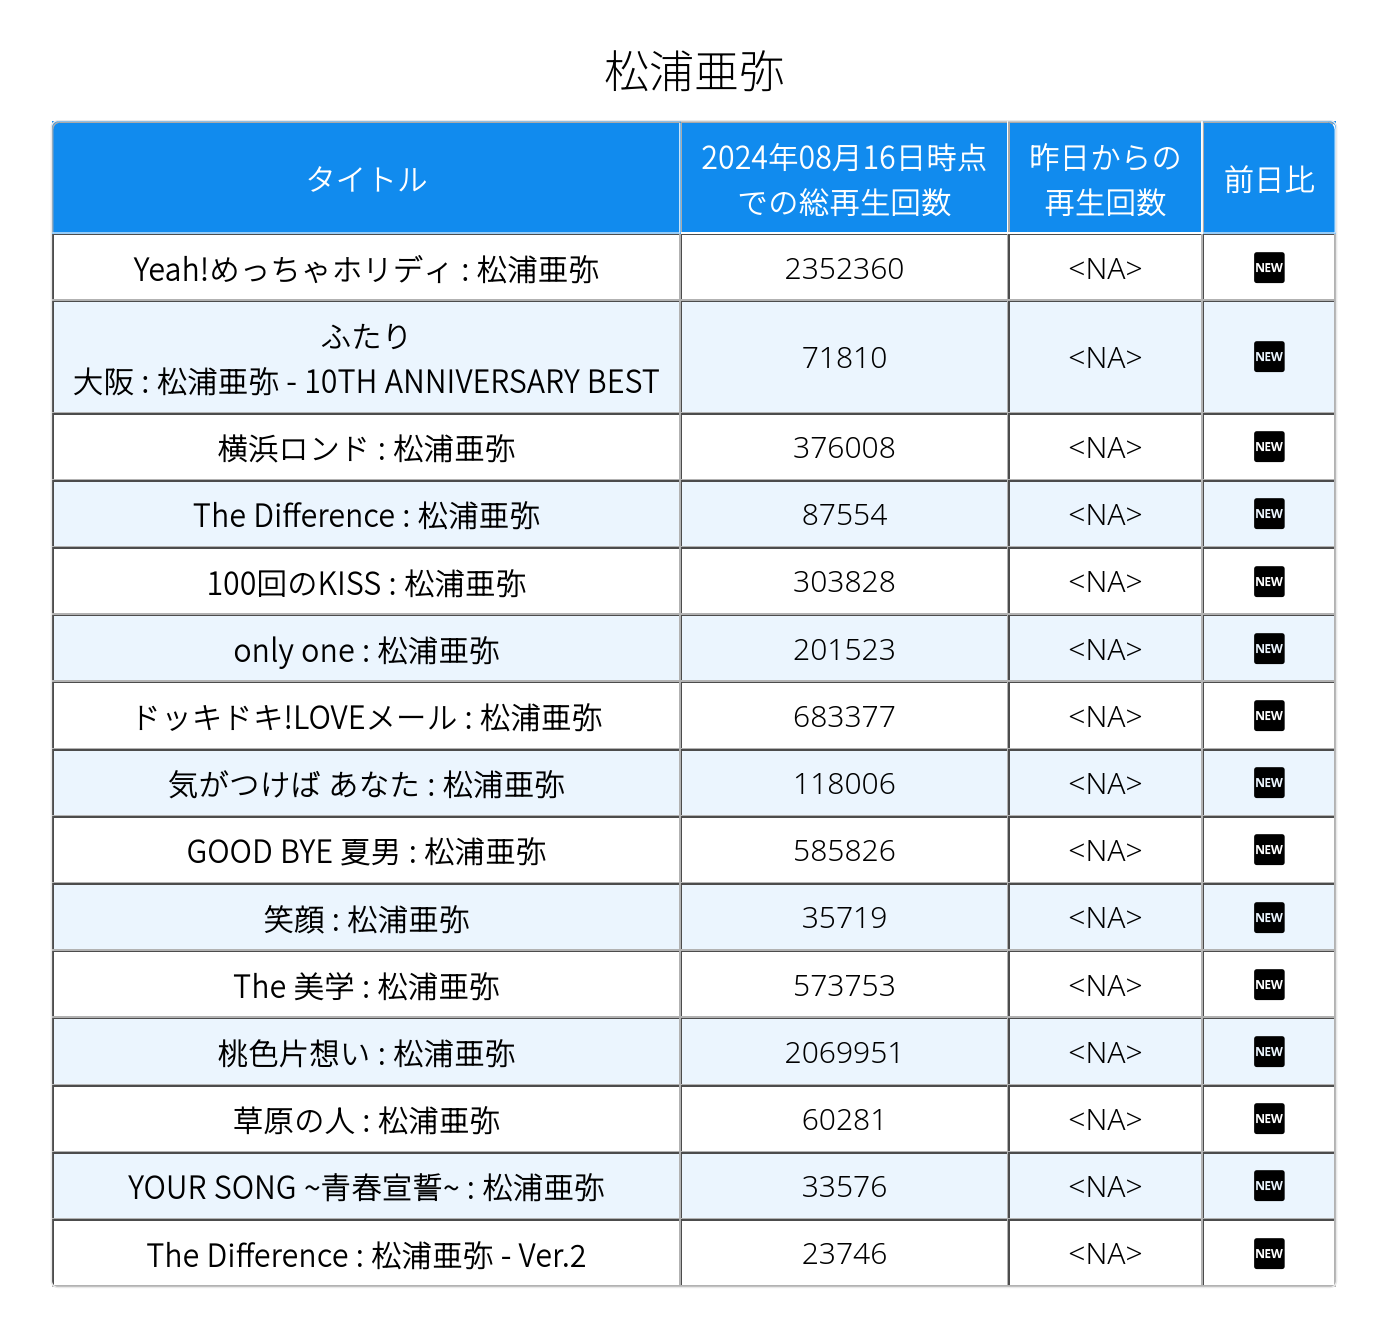 松浦亜弥
タイトル
2024年08月16日時点
での総再生回数
昨日からの
再生回数
前日比
Yeah!めっちゃホリディ : 松浦亜弥 2352360 <NA> NEW
ふたり
大阪 : 松浦亜弥 - 10TH ANNIVERSARY BEST 71810 <NA> NEW
横浜ロンド : 松浦亜弥 376008 <NA> NEW
The Difference : 松浦亜弥 87554 <NA> NEW
100回のKISS : 松浦亜弥 303828 <NA> NEW
only one : 松浦亜弥 201523 <NA> NEW
ドッキドキ!LOVEメール : 松浦亜弥 683377 <NA> NEW
気がつけば あなた : 松浦亜弥 118006 <NA> NEW
GOOD BYE 夏男 : 松浦亜弥 585826 <NA> NEW
笑顔 : 松浦亜弥 35719 <NA> NEW
The 美学 : 松浦亜弥 573753 <NA> NEW
桃色片想い : 松浦亜弥 2069951 <NA> NEW
草原の人 : 松浦亜弥 60281 <NA> NEW
YOUR SONG ~青春宣誓~ : 松浦亜弥 33576 <NA> NEW
The Difference : 松浦亜弥 - Ver.2 23746 <NA> NEW